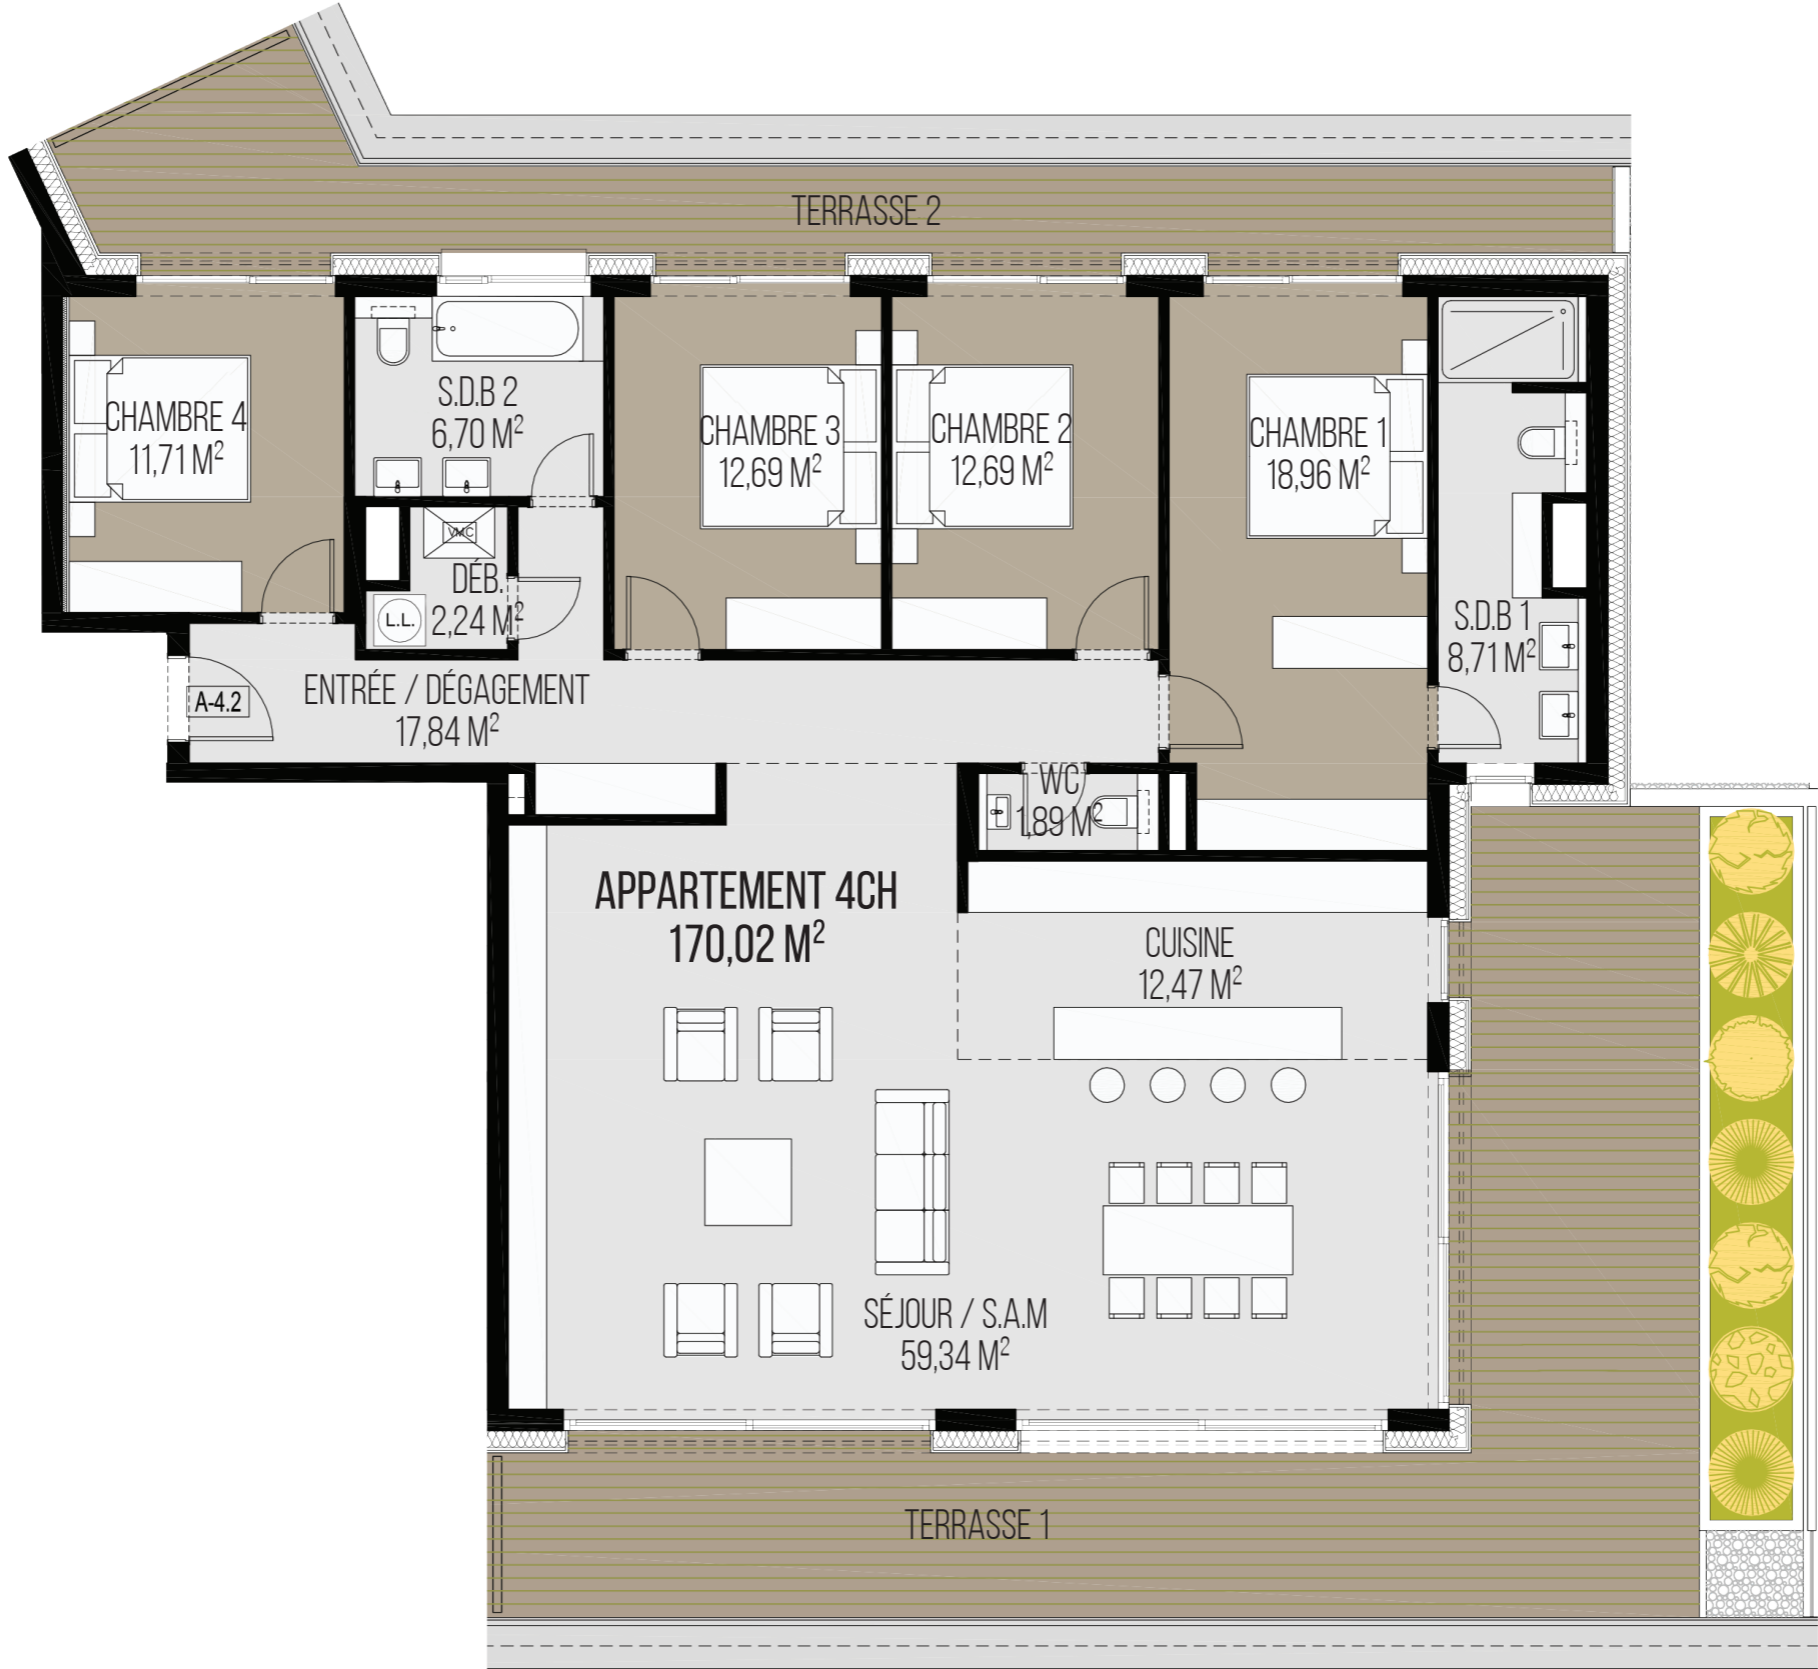 TERRASSE 2
CHAMBRE 4
11,71 M²
S.D.B 2
6,70 M²
CHAMBRE 3
12,69 M²
CHAMBRE 2
12,69 M²
CHAMBRE 1
18,96 M²
VMC
DÉB.
2,24 M²
L.L.
S.D.B 1
8,71 M²
A-4.2
ENTRÉE / DÉGAGEMENT
17,84 M²
WC
1,89 M²
APPARTEMENT 4CH
170,02 M²
CUISINE
12,47 M²
SÉJOUR / S.A.M
59,34 M²
TERRASSE 1